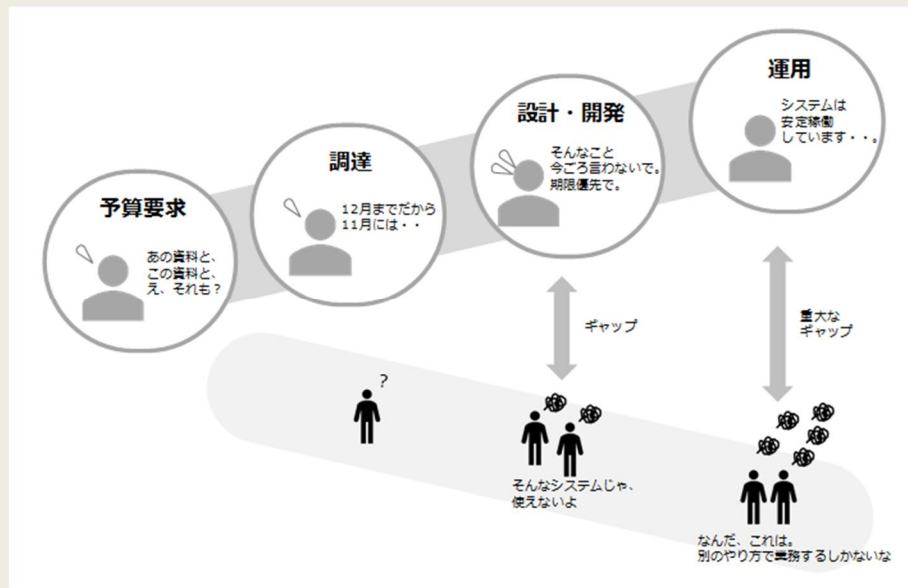 予算要求
あの資料と、
この資料と、
え、それも？
調達
12月までだから
11月には・・
設計・開発
そんなこと
今ごろ言わないで。
期限優先で。
運用
システムは
安定稼働
しています・・。
ギャップ
重大な
ギャップ
?
そんなシステムじゃ、
使えないよ
なんだ、これは。
別のやり方で業務するしかないな